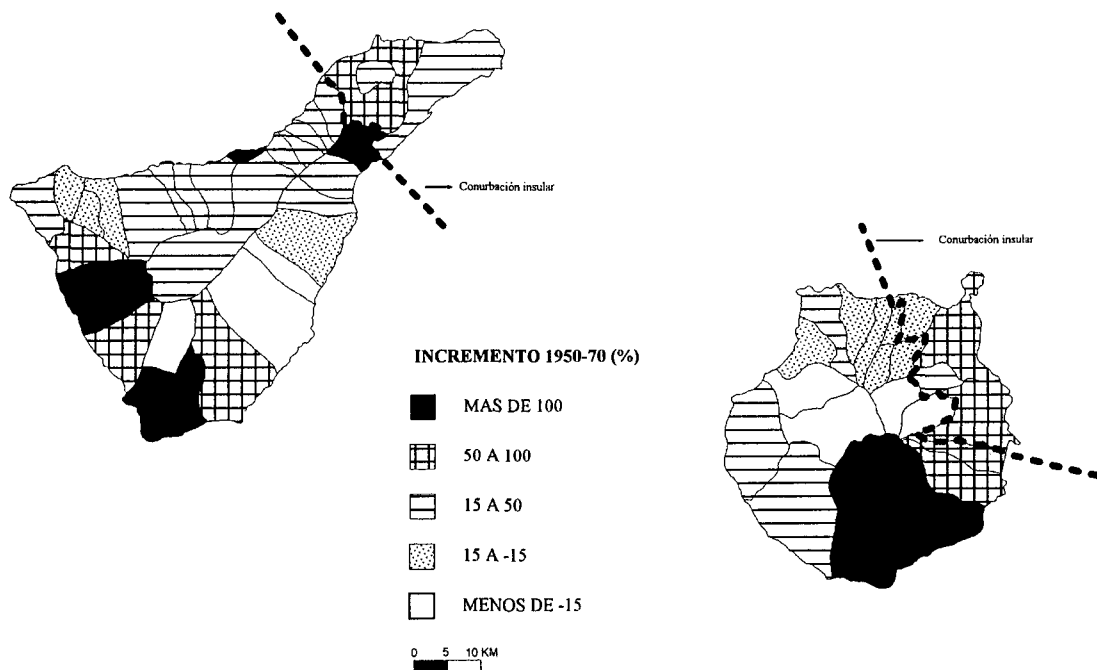 Conurbación insular
Conurbación insular
INCREMENTO 1950-70 (%)
MAS DE 100
50 A 100
15 A 50
15 A -15
MENOS DE -15
0 5 10 KM